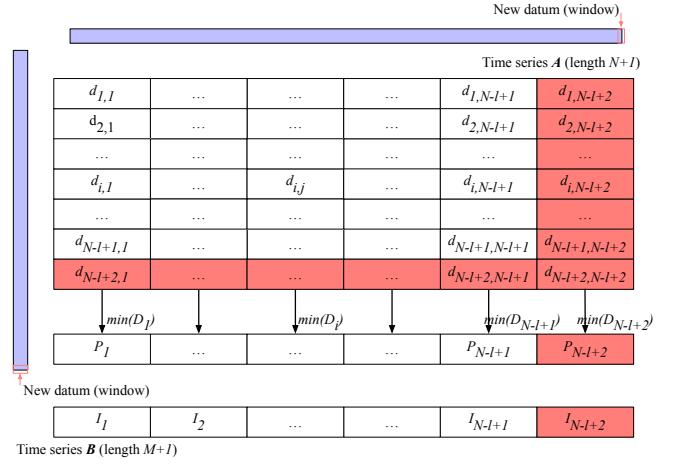 New datum (window)
Time series A (length N+1)
d1,1 … … … d1,N-l+1 d1,N-l+2
d2,1 … … … d2,N-l+1 d2,N-l+2
… … … … … …
di,1 … di,j … di,N-l+1 di,N-l+2
… … … … … …
dN-l+1,1 … … … dN-l+1,N-l+1 dN-l+1,N-l+2
dN-l+2,1 … … … dN-l+2,N-l+1 dN-l+2,N-l+2
min(D1) min(Di) min(DN-l+1) min(DN-l+2)
P1 … … … PN-l+1 PN-l+2
New datum (window)
I1 I2 … … IN-l+1 IN-l+2
Time series B (length M+1)